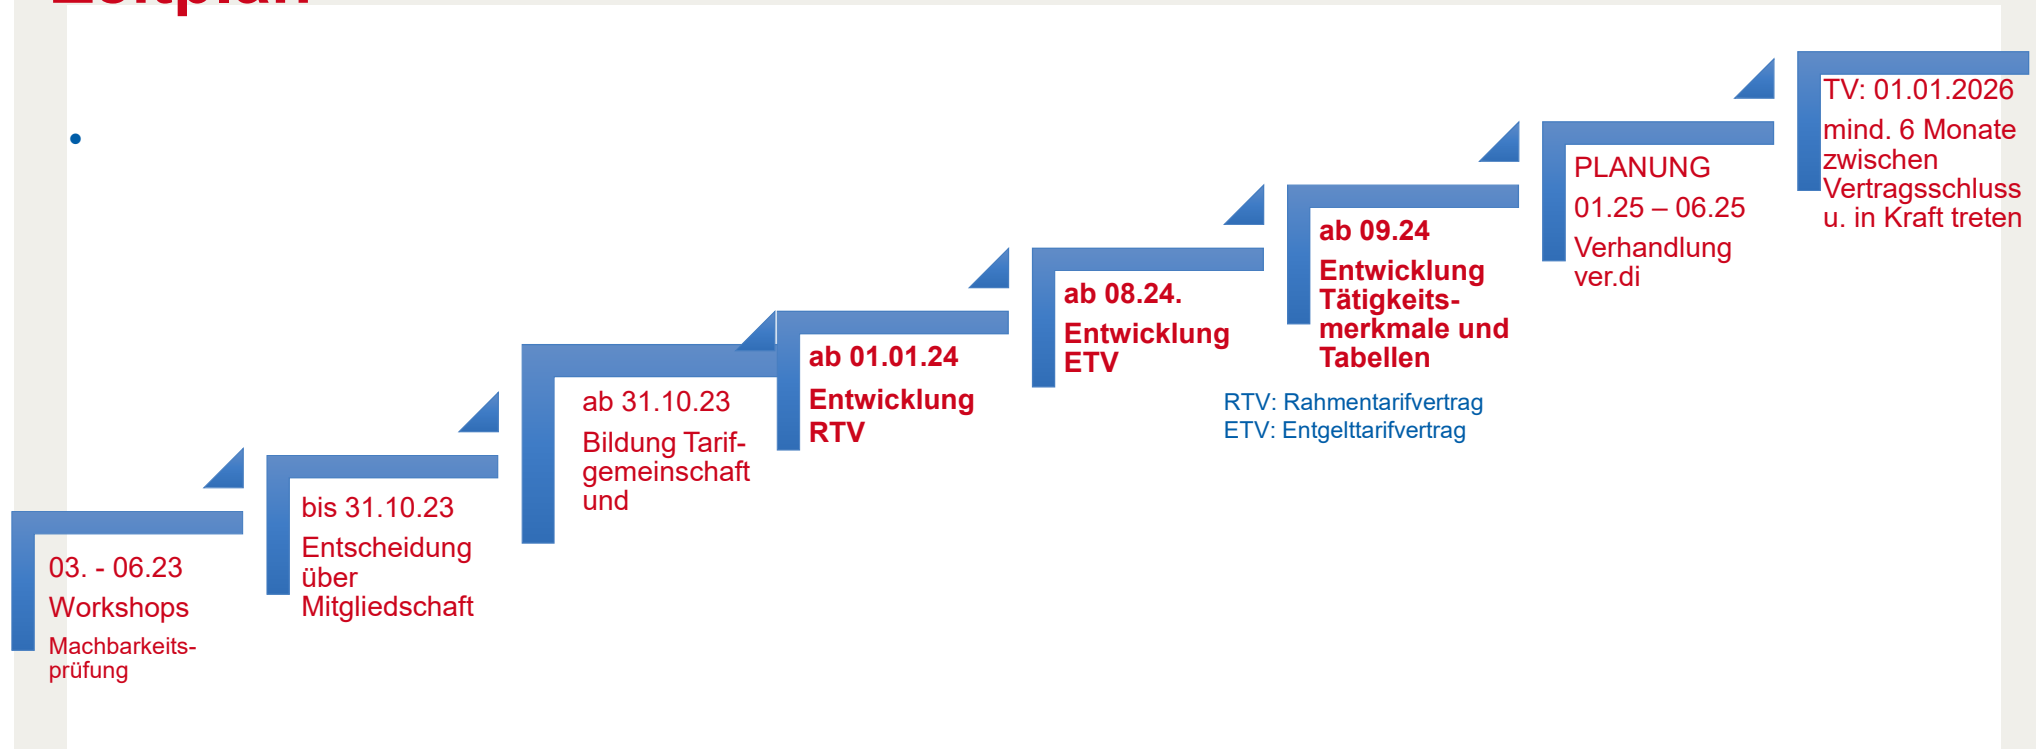 Zeitplan
•
03. - 06.23
Workshops
Machbarkeits-
prüfung
bis 31.10.23
Entscheidung
über
Mitgliedschaft
ab 31.10.23
Bildung Tarif-
gemeinschaft
und
ab 01.01.24
Entwicklung
RTV
ab 08.24.
Entwicklung
ETV
ab 09.24
Entwicklung
Tätigkeits-
merkmale und
Tabellen
RTV: Rahmentarifvertrag
ETV: Entgelttarifvertrag
PLANUNG
01.25 – 06.25
Verhandlung
ver.di
TV: 01.01.2026
mind. 6 Monate
zwischen
Vertragsschluss
u. in Kraft treten